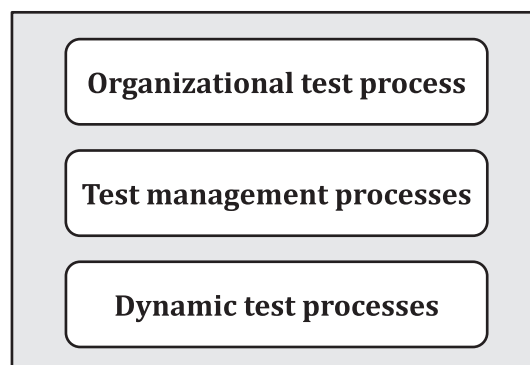 Organizational test process
Test management processes
Dynamic test processes